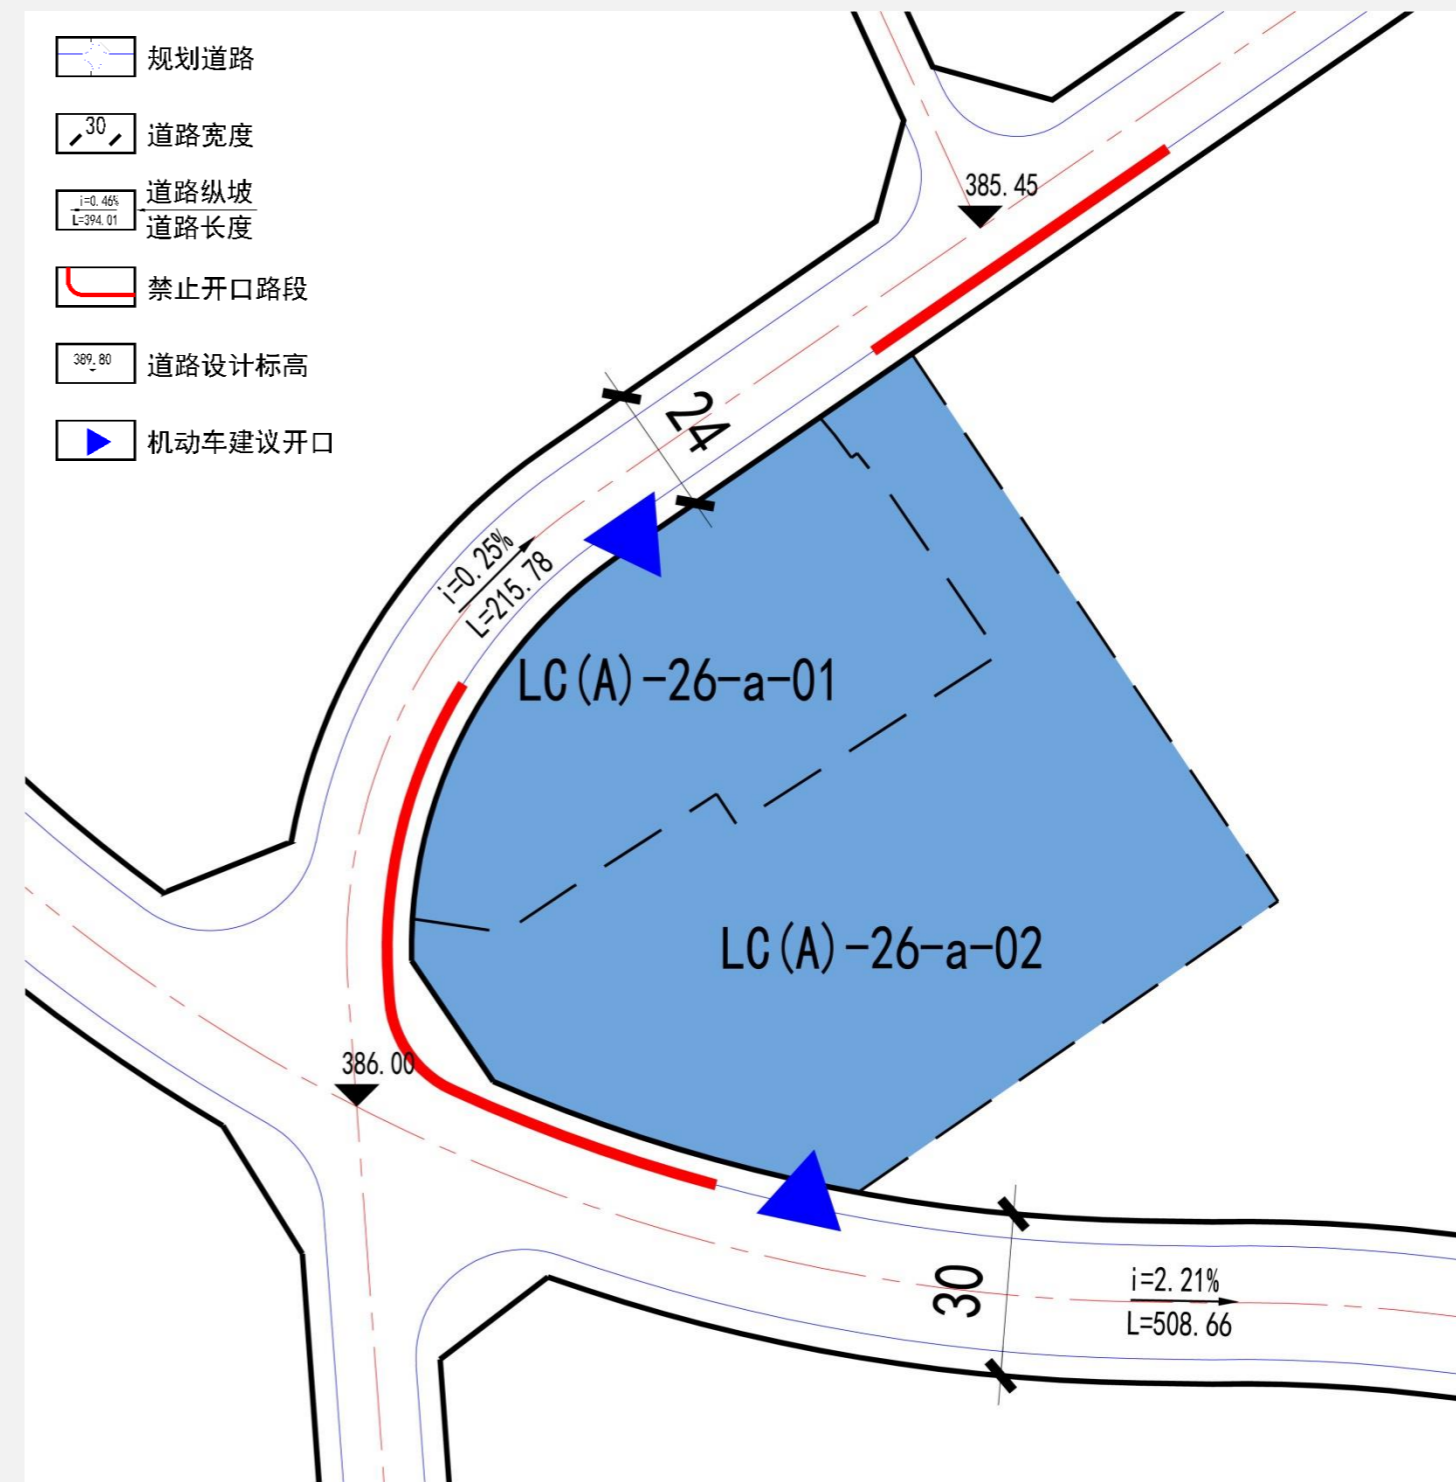 规划道路
30
道路宽度
i=0.46%
L=394.01
道路纵坡
道路长度
禁止开口路段
389.80
道路设计标高
机动车建议开口
385.45
24
i=0.25%
L=215.78
LC(A)-26-a-01
LC(A)-26-a-02
386.00
30
i=2.21%
L=508.66